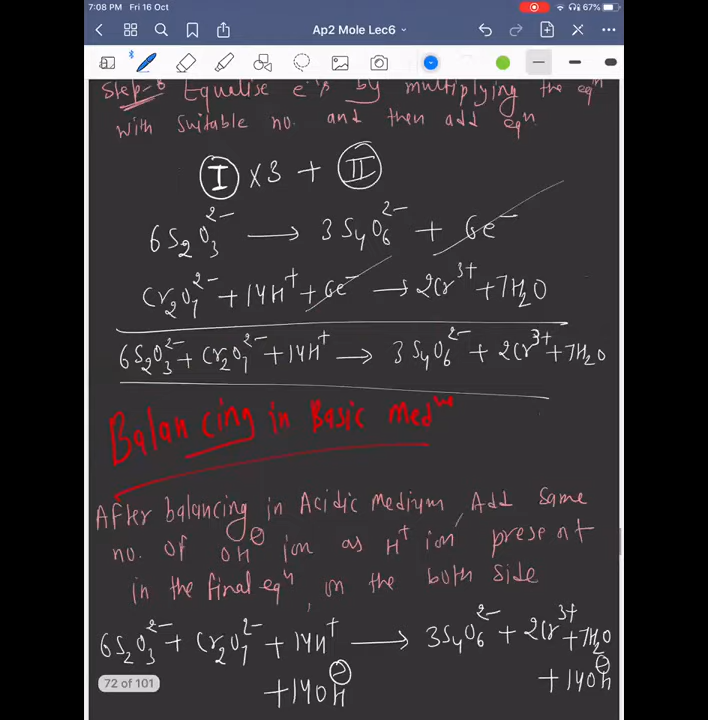 7:08 PM Fri 16 Oct 67%
Ap2 Mole Lec6
Step-8 Equalise e⁻s by multiplying the eqⁿ
with suitable no. and then add eqn
I ×3 + II
6S₂O₃²⁻ ⟶ 3S₄O₆²⁻ + 6e⁻
Cr₂O₇²⁻ + 14H⁺ + 6e⁻ → 2Cr³⁺ + 7H₂O
6S₂O₃²⁻ + Cr₂O₇²⁻ + 14H⁺ ⟶ 3S₄O₆²⁻ + 2Cr³⁺ + 7H₂O
Balancing in Basic medᵘᵐ
After balancing in Acidic medium, Add same
no. of OH⊖ ion as H⁺ ion present
in the final eqⁿ, on the both side
6S₂O₃²⁻ + Cr₂O₇²⁻ + 14H⁺ ⟶ 3S₄O₆²⁻ + 2Cr³⁺ + 7H₂O
+14OH⊖ +14OH⊖
72 of 101